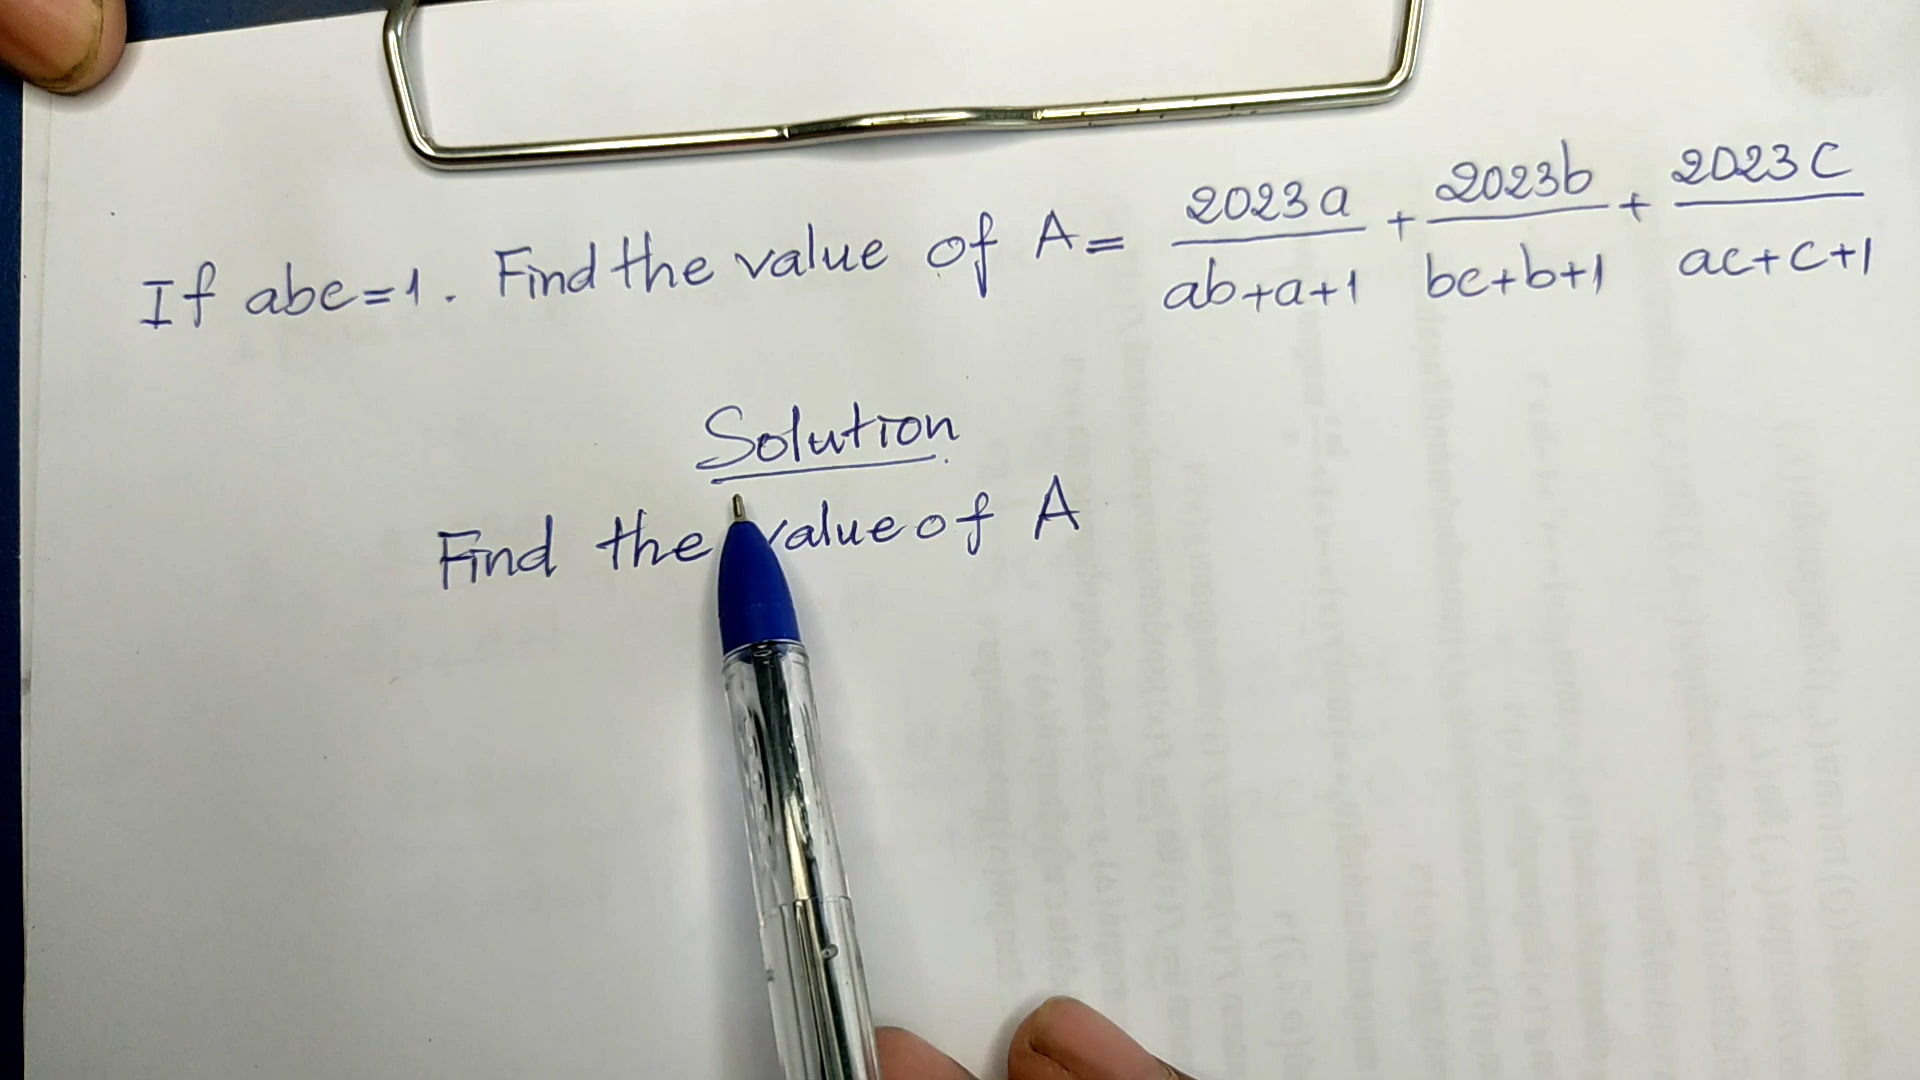 If abc=1. Find the value of A = 2023a/(ab+a+1) + 2023b/(bc+b+1) + 2023c/(ac+c+1)
Solution
Find the value of A